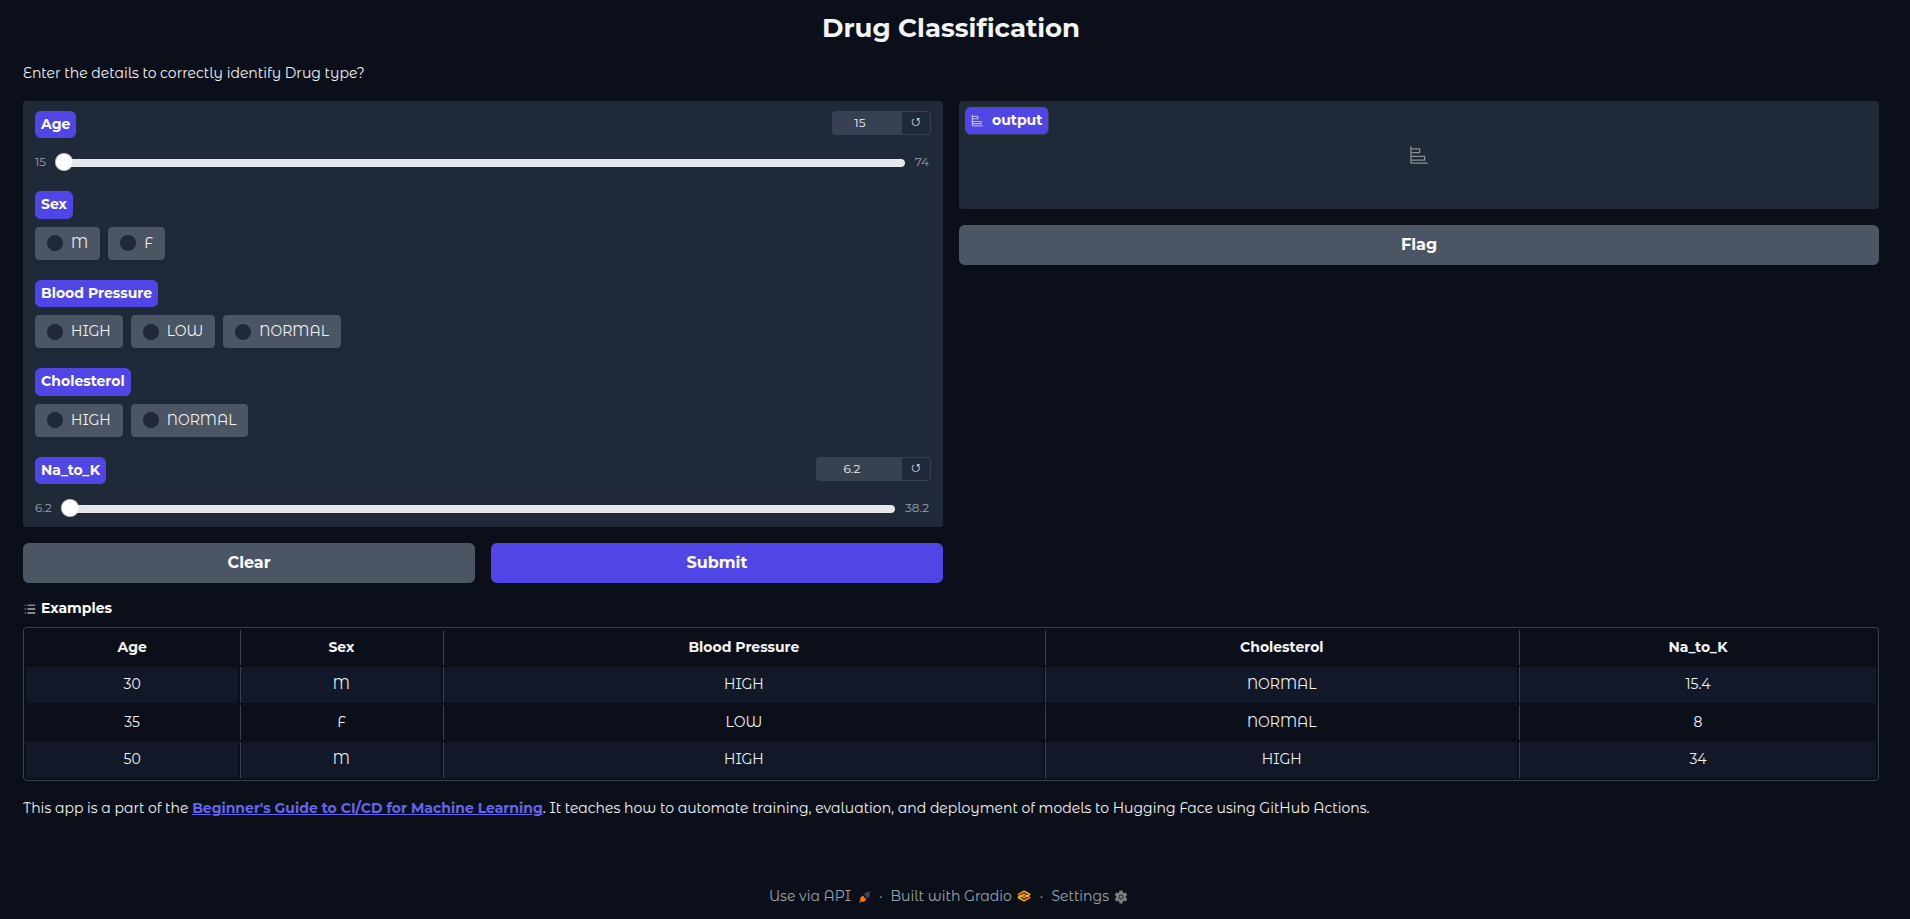 Drug Classification
Enter the details to correctly identify Drug type?
Age
15
↺
15
74
Sex
M F
Blood Pressure
HIGH LOW NORMAL
Cholesterol
HIGH NORMAL
Na_to_K
6.2
↺
6.2
38.2
Clear
Submit
output
Flag
Examples
Age Sex Blood Pressure Cholesterol Na_to_K
30 M HIGH NORMAL 15.4
35 F LOW NORMAL 8
50 M HIGH HIGH 34
This app is a part of the Beginner's Guide to CI/CD for Machine Learning. It teaches how to automate training, evaluation, and deployment of models to Hugging Face using GitHub Actions.
Use via API · Built with Gradio · Settings